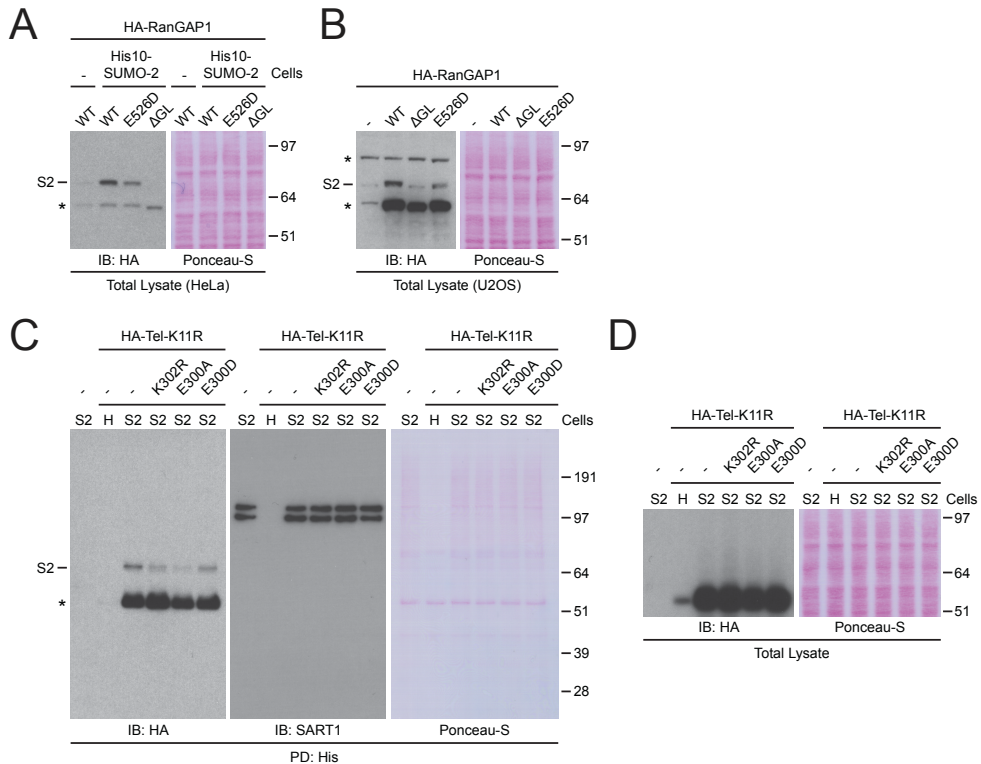 A
HA-RanGAP1
His10-
SUMO-2
His10-
SUMO-2
- - Cells
WT WT E526D ΔGL WT WT E526D ΔGL
97
S2
64
*
51
IB: HA Ponceau-S
Total Lysate (HeLa)
B
HA-RanGAP1
- WT ΔGL E526D - WT ΔGL E526D
* 97
S2
64
*
51
IB: HA Ponceau-S
Total Lysate (U2OS)
C
HA-Tel-K11R HA-Tel-K11R HA-Tel-K11R
- - - K302R E300A E300D - - - K302R E300A E300D - - - K302R E300A E300D
S2 H S2 S2 S2 S2 S2 H S2 S2 S2 S2 S2 H S2 S2 S2 S2 Cells
191
97
S2
64
*
51
39
28
IB: HA IB: SART1 Ponceau-S
PD: His
D
HA-Tel-K11R HA-Tel-K11R
- - - K302R E300A E300D - - - K302R E300A E300D
S2 H S2 S2 S2 S2 S2 H S2 S2 S2 S2 Cells
97
64
51
IB: HA Ponceau-S
Total Lysate